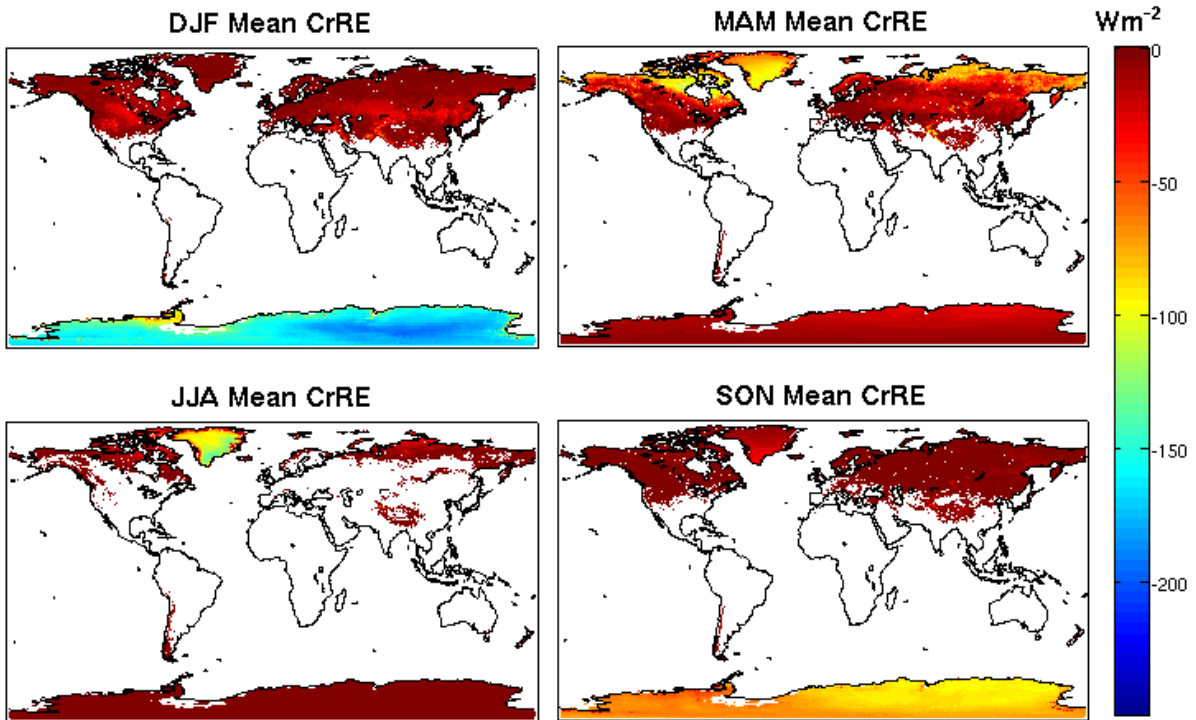 DJF Mean CrRE
MAM Mean CrRE
Wm-2
0
-50
-100
-150
-200
JJA Mean CrRE
SON Mean CrRE